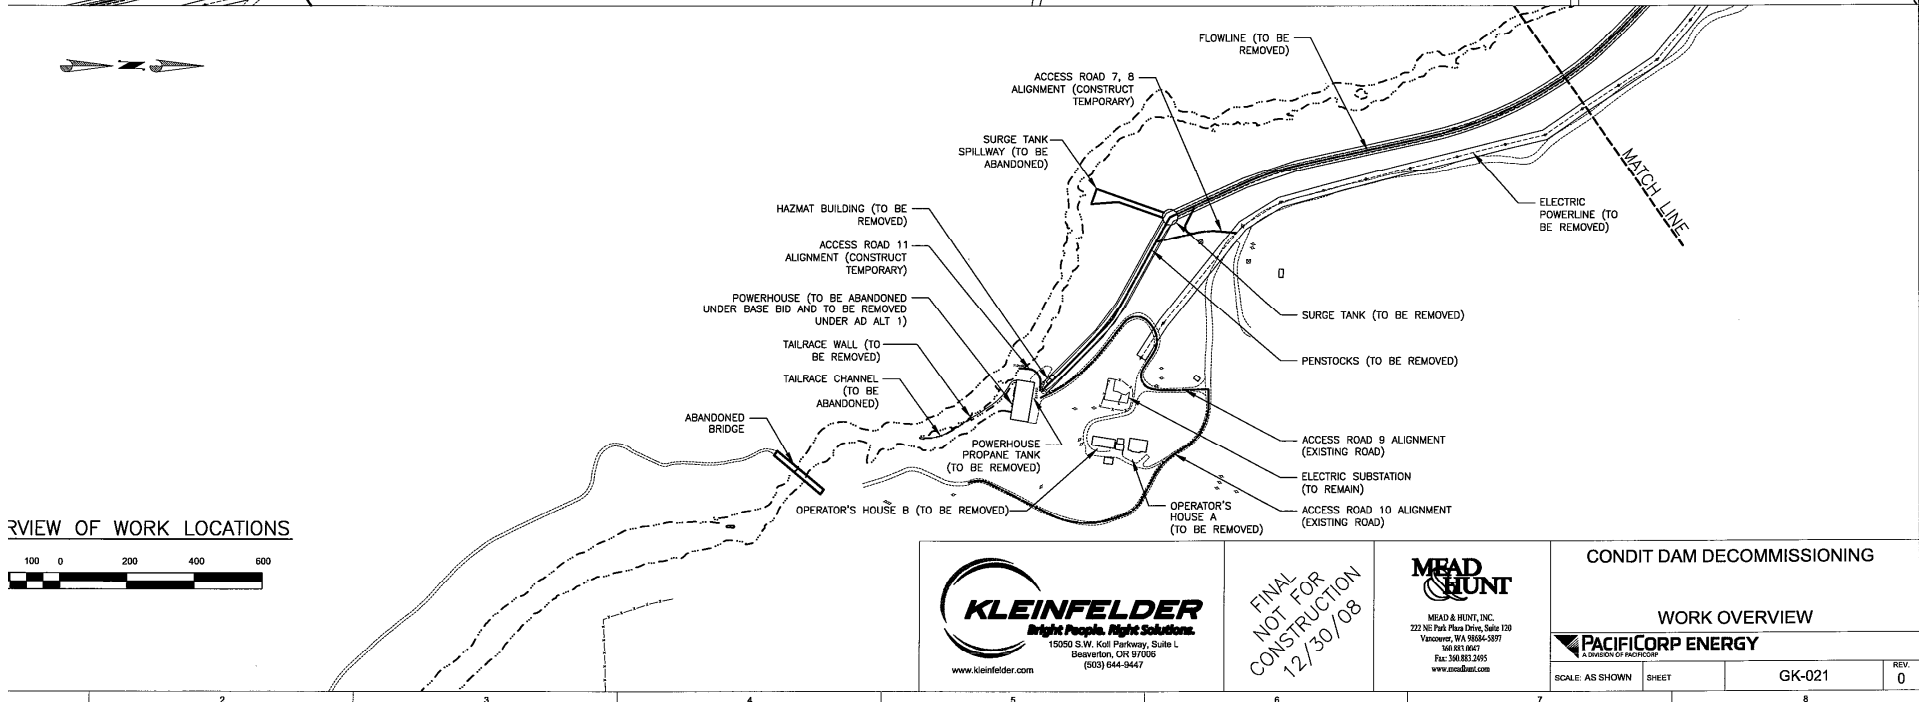 FLOWLINE (TO BE
REMOVED)
ACCESS ROAD 7, 8
ALIGNMENT (CONSTRUCT
TEMPORARY)
SURGE TANK
SPILLWAY (TO BE
ABANDONED)
MATCH LINE
ELECTRIC
POWERLINE (TO
BE REMOVED)
HAZMAT BUILDING (TO BE
REMOVED)
ACCESS ROAD 11
ALIGNMENT (CONSTRUCT
TEMPORARY)
POWERHOUSE (TO BE ABANDONED
UNDER BASE BID AND TO BE REMOVED
UNDER AD ALT 1)
SURGE TANK (TO BE REMOVED)
TAILRACE WALL (TO
BE REMOVED)
PENSTOCKS (TO BE REMOVED)
TAILRACE CHANNEL
(TO BE
ABANDONED)
ABANDONED
BRIDGE
POWERHOUSE
PROPANE TANK
(TO BE REMOVED)
ACCESS ROAD 9 ALIGNMENT
(EXISTING ROAD)
ELECTRIC SUBSTATION
(TO REMAIN)
OPERATOR'S HOUSE B (TO BE REMOVED)
OPERATOR'S
HOUSE A
(TO BE REMOVED)
ACCESS ROAD 10 ALIGNMENT
(EXISTING ROAD)
RVIEW OF WORK LOCATIONS
100 0 200 400 600
KLEINFELDER
Bright People. Right Solutions.
15050 S.W. Koll Parkway, Suite L
Beaverton, OR 97006
(503) 644-9447
www.kleinfelder.com
FINAL
NOT FOR
CONSTRUCTION
12/30/08
MEAD
& HUNT
MEAD & HUNT, INC.
222 NE Park Plaza Drive, Suite 120
Vancouver, WA 98684-5897
360.883.0047
Fax: 360.883.2495
www.meadhunt.com
CONDIT DAM DECOMMISSIONING
WORK OVERVIEW
PACIFICORP ENERGY
A DIVISION OF PACIFICORP
SCALE: AS SHOWN
SHEET
GK-021
REV.
0
2 3 4 5 6 7 8